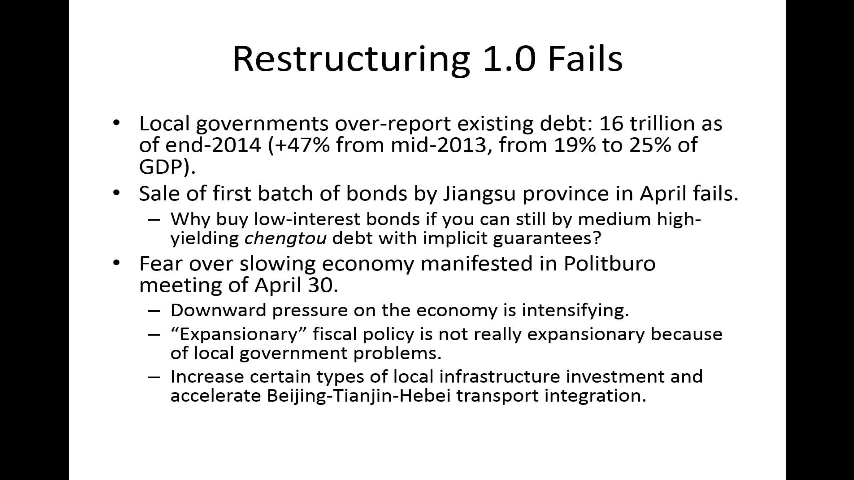 Restructuring 1.0 Fails
• Local governments over-report existing debt: 16 trillion as
of end-2014 (+47% from mid-2013, from 19% to 25% of
GDP).
• Sale of first batch of bonds by Jiangsu province in April fails.
– Why buy low-interest bonds if you can still by medium high-
yielding chengtou debt with implicit guarantees?
• Fear over slowing economy manifested in Politburo
meeting of April 30.
– Downward pressure on the economy is intensifying.
– “Expansionary” fiscal policy is not really expansionary because
of local government problems.
– Increase certain types of local infrastructure investment and
accelerate Beijing-Tianjin-Hebei transport integration.